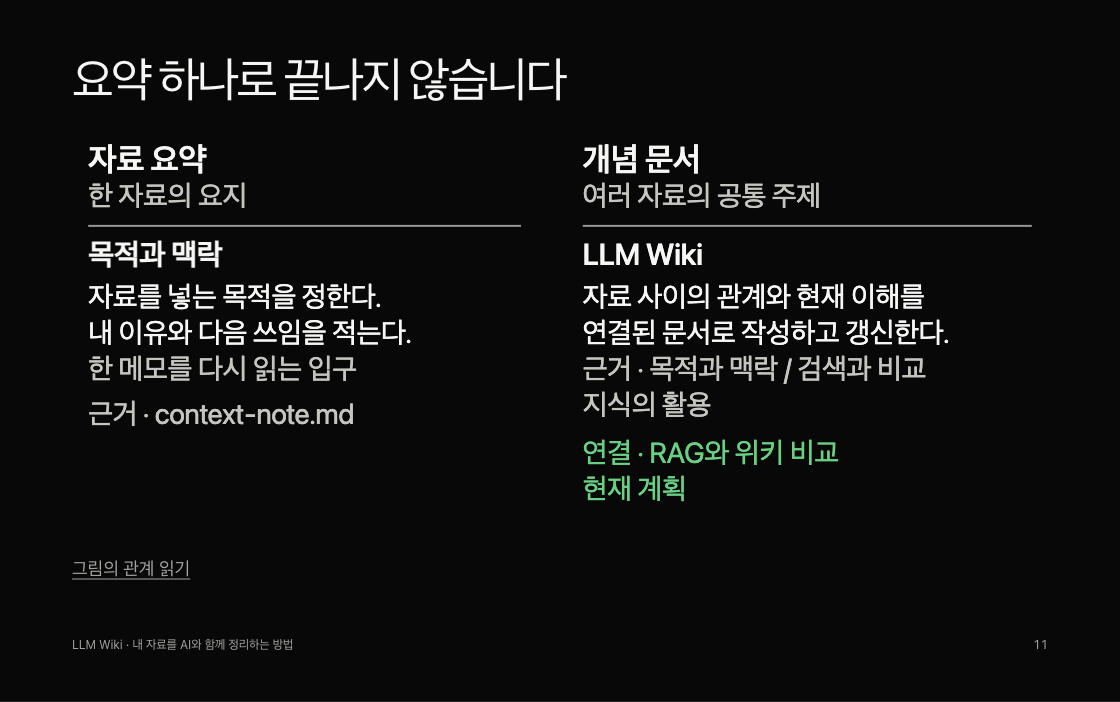 요약 하나로 끝나지 않습니다
자료 요약
한 자료의 요지
목적과 맥락
자료를 넣는 목적을 정한다.
내 이유와 다음 쓰임을 적는다.
한 메모를 다시 읽는 입구
근거 · context-note.md
개념 문서
여러 자료의 공통 주제
LLM Wiki
자료 사이의 관계와 현재 이해를
연결된 문서로 작성하고 갱신한다.
근거 · 목적과 맥락 / 검색과 비교
지식의 활용
연결 · RAG와 위키 비교
현재 계획
그림의 관계 읽기
LLM Wiki · 내 자료를 AI와 함께 정리하는 방법
11